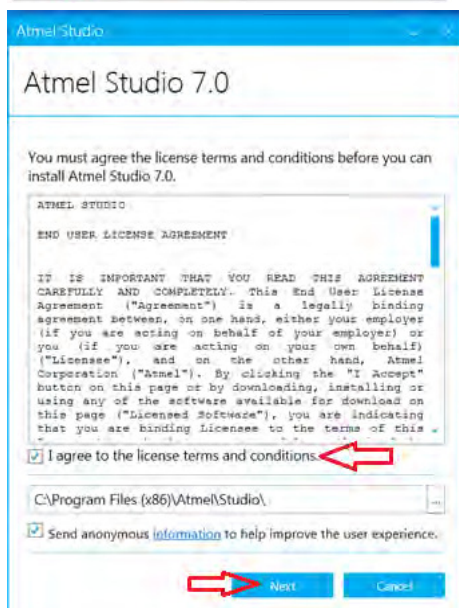 Atmel Studio
Atmel Studio 7.0
You must agree the license terms and conditions before you can
install Atmel Studio 7.0.
ATMEL STUDIO
END USER LICENSE AGREEMENT
IT IS IMPORTANT THAT YOU READ THIS AGREEMENT
CAREFULLY AND COMPLETELY. This End User License
Agreement ("Agreement") is a legally binding
agreement between, on one hand, either your employer
(if you are acting on behalf of your employer) or
you (if you are acting on your own behalf)
("Licensee"), and on the other hand, Atmel
Corporation ("Atmel"). By clicking the "I Accept"
button on this page or by downloading, installing or
using any of the software available for download on
this page ("Licensed Software"), you are indicating
that you are binding Licensee to the terms of this
I agree to the license terms and conditions.
C:\Program Files (x86)\Atmel\Studio\
...
Send anonymous information to help improve the user experience.
Next
Cancel